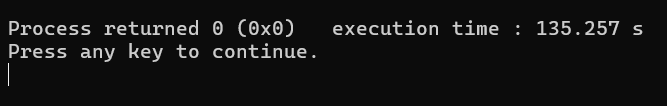 Process returned 0 (0x0)   execution time : 135.257 s
Press any key to continue.